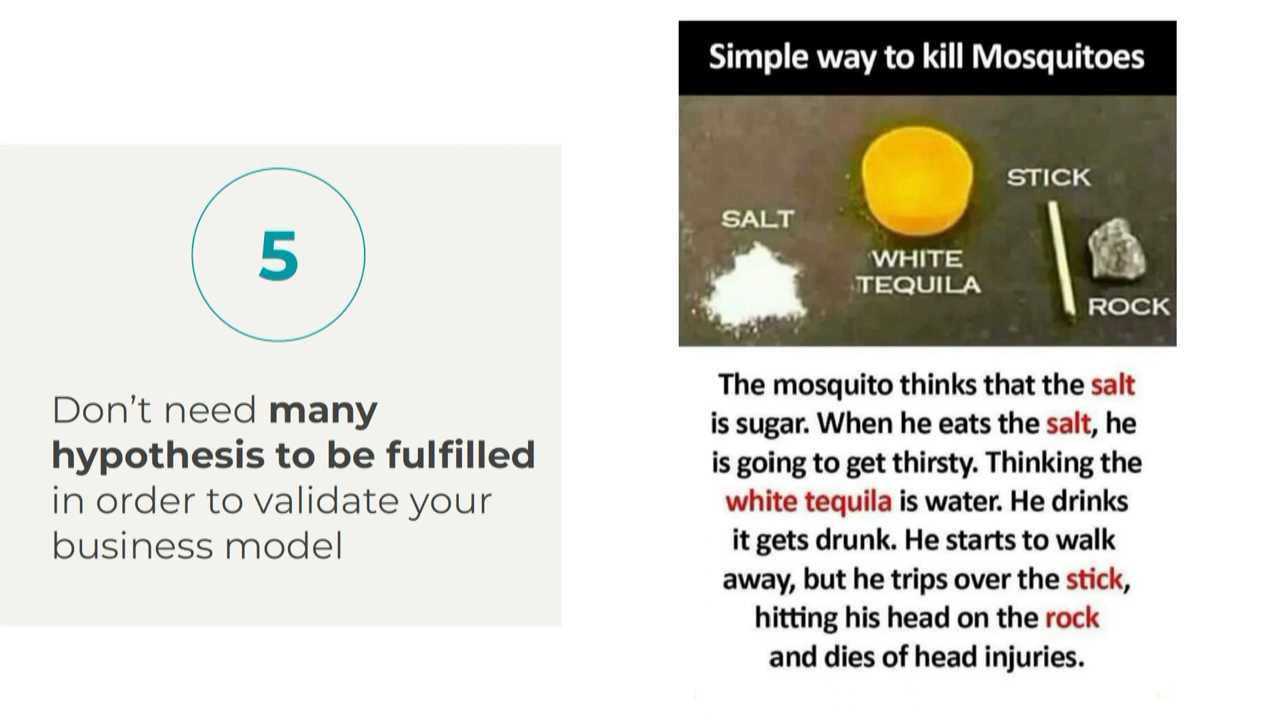 5
Don’t need many
hypothesis to be fulfilled
in order to validate your
business model
Simple way to kill Mosquitoes
SALT
WHITE
TEQUILA
STICK
ROCK
The mosquito thinks that the salt
is sugar. When he eats the salt, he
is going to get thirsty. Thinking the
white tequila is water. He drinks
it gets drunk. He starts to walk
away, but he trips over the stick,
hitting his head on the rock
and dies of head injuries.